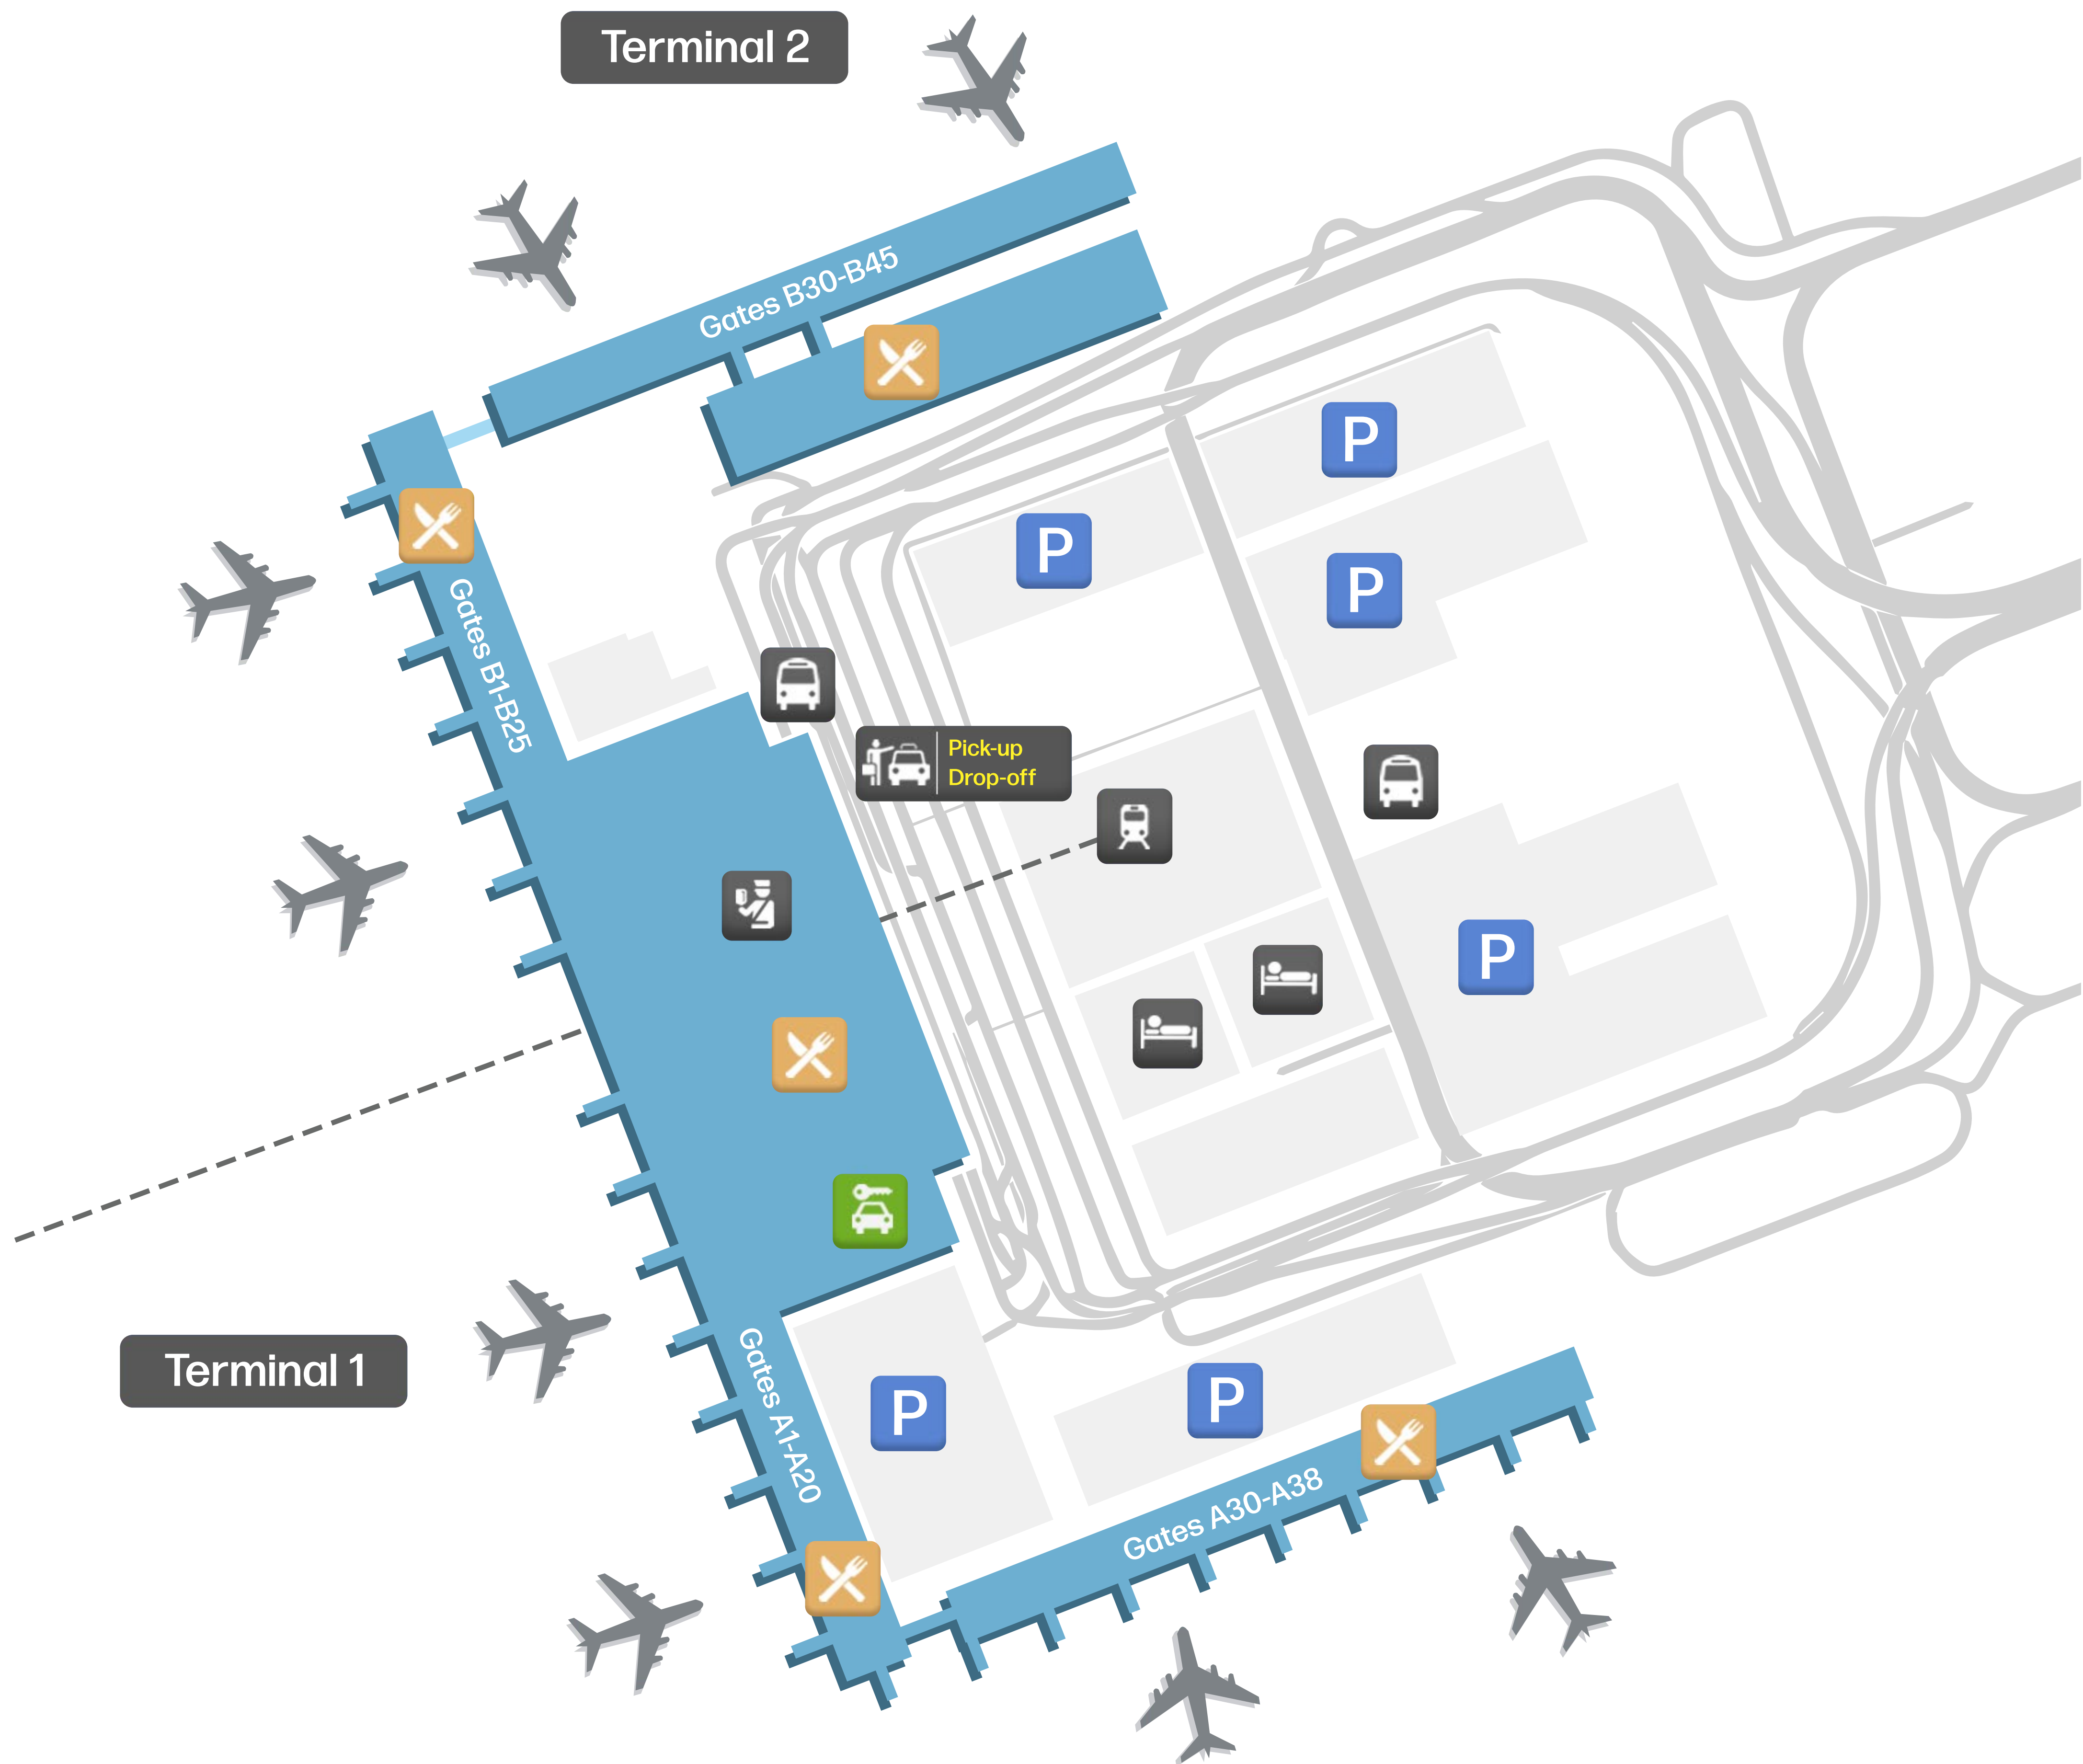 Terminal 2
Gates B30-B45
P
P
P
Gates B1-B25
Pick-up
Drop-off
P
Terminal 1
Gates A1-A20
P
P
Gates A30-A38